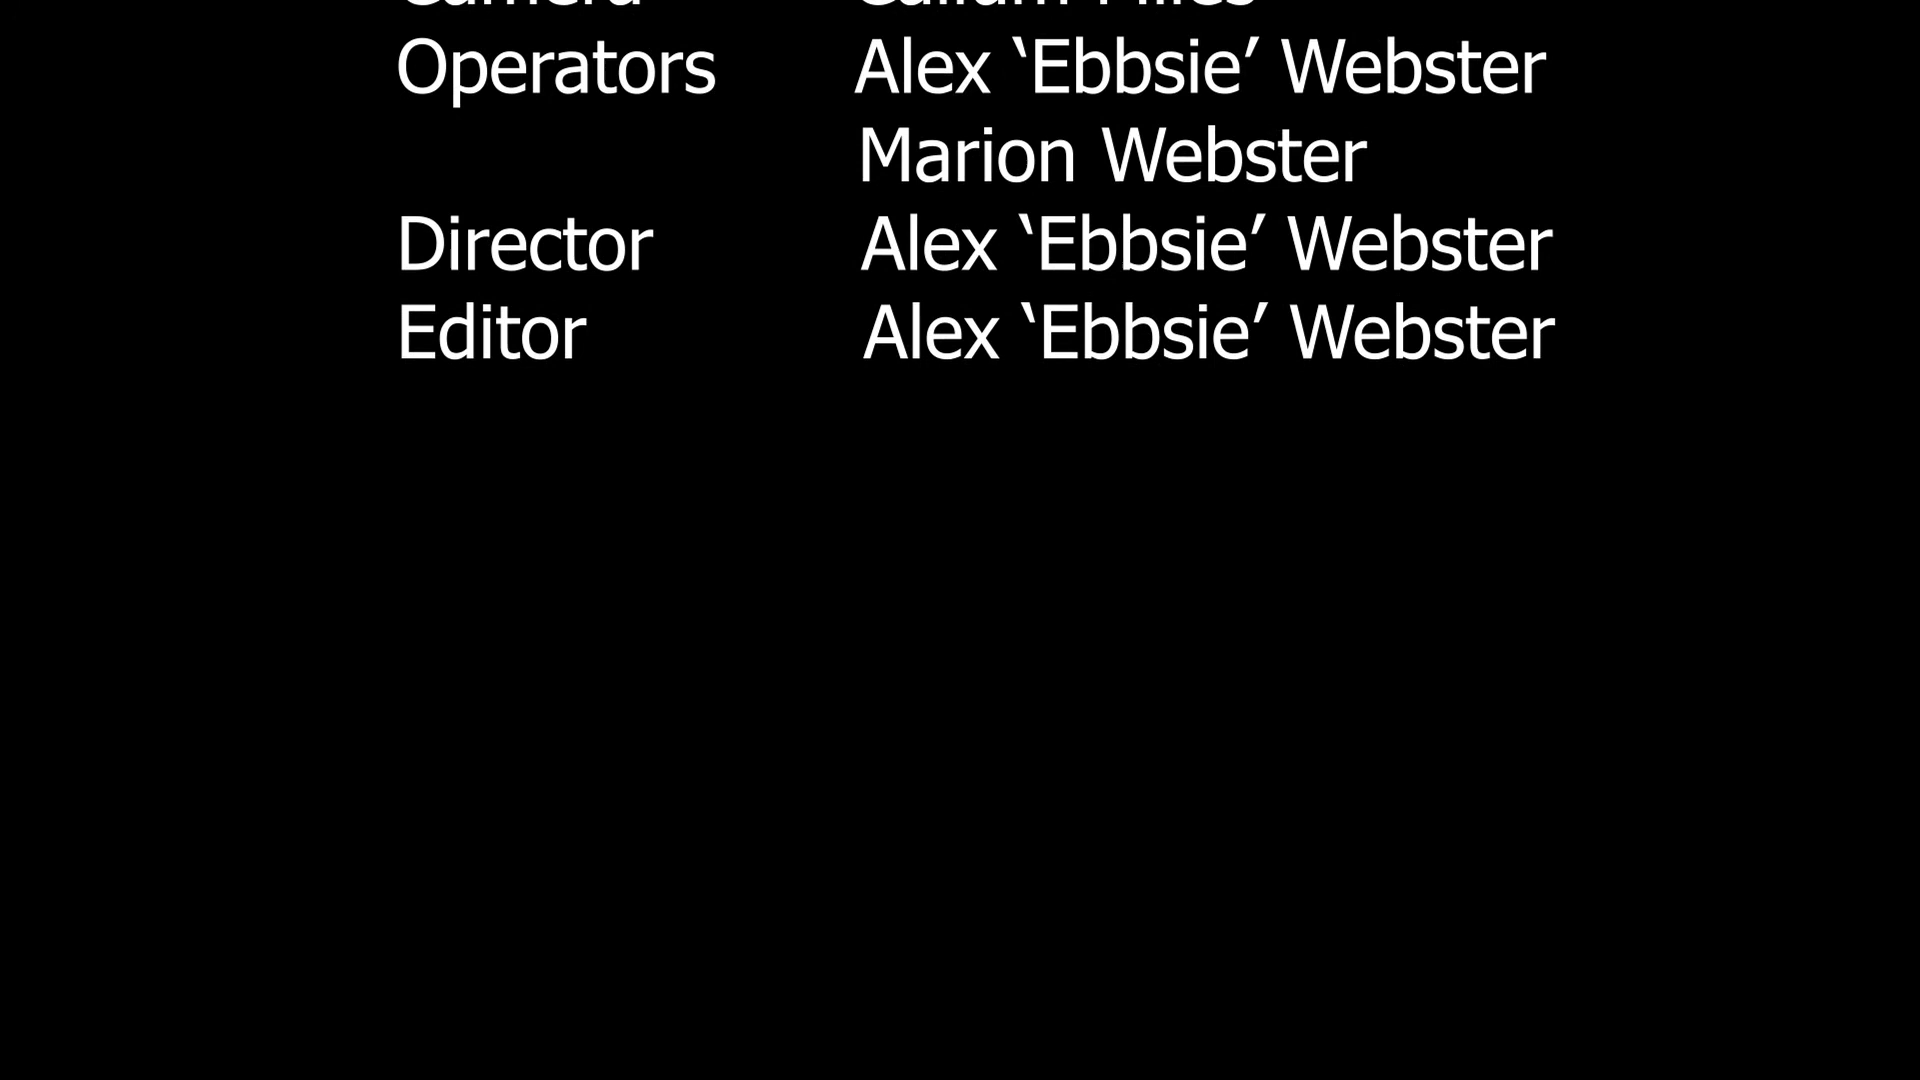 Operators Alex ‘Ebbsie’ Webster
Marion Webster
Director Alex ‘Ebbsie’ Webster
Editor Alex ‘Ebbsie’ Webster